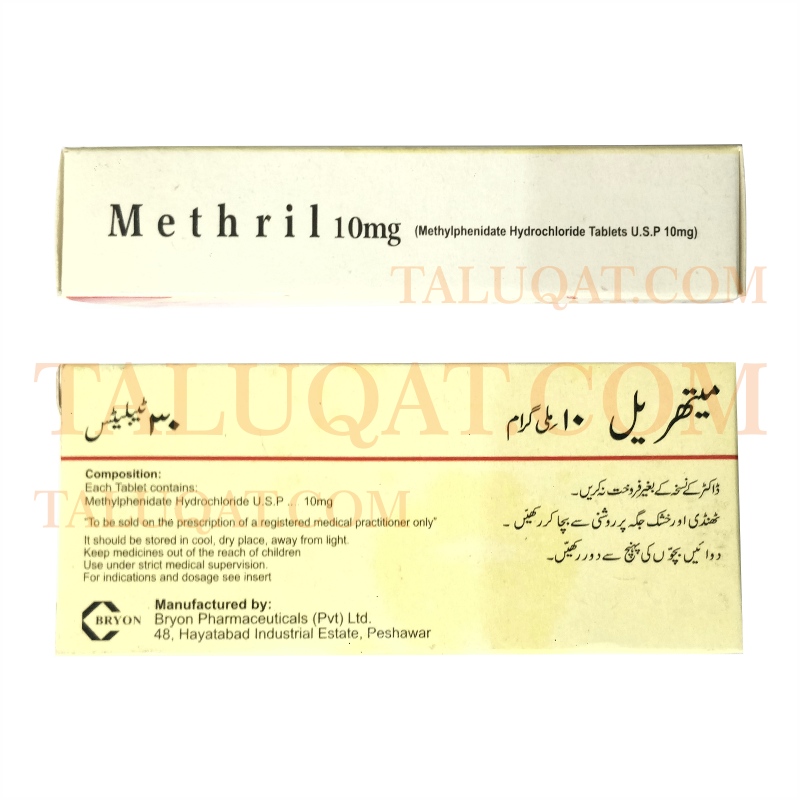 Methril 10mg (Methylphenidate Hydrochloride Tablets U.S.P 10mg)
TALUQAT.COM
TALUQAT.COM
میتھریل ۱۰ ملی گرام
۳۰ ٹیبلیٹس
Composition:
Each Tablet contains:
Methylphenidate Hydrochloride U.S.P ... 10mg
"To be sold on the prescription of a registered medical practitioner only"
It should be stored in cool, dry place, away from light.
Keep medicines out of the reach of children
Use under strict medical supervision.
For indications and dosage see insert
TALUQAT.COM
ڈاکٹر کے نسخہ کے بغیر فروخت نہ کریں۔
ٹھنڈی اور خشک جگہ پر روشنی سے بچا کر رکھیں۔
دوائیں بچوں کی پہنچ سے دور رکھیں۔
BRYON
Manufactured by:
Bryon Pharmaceuticals (Pvt) Ltd.
48, Hayatabad Industrial Estate, Peshawar